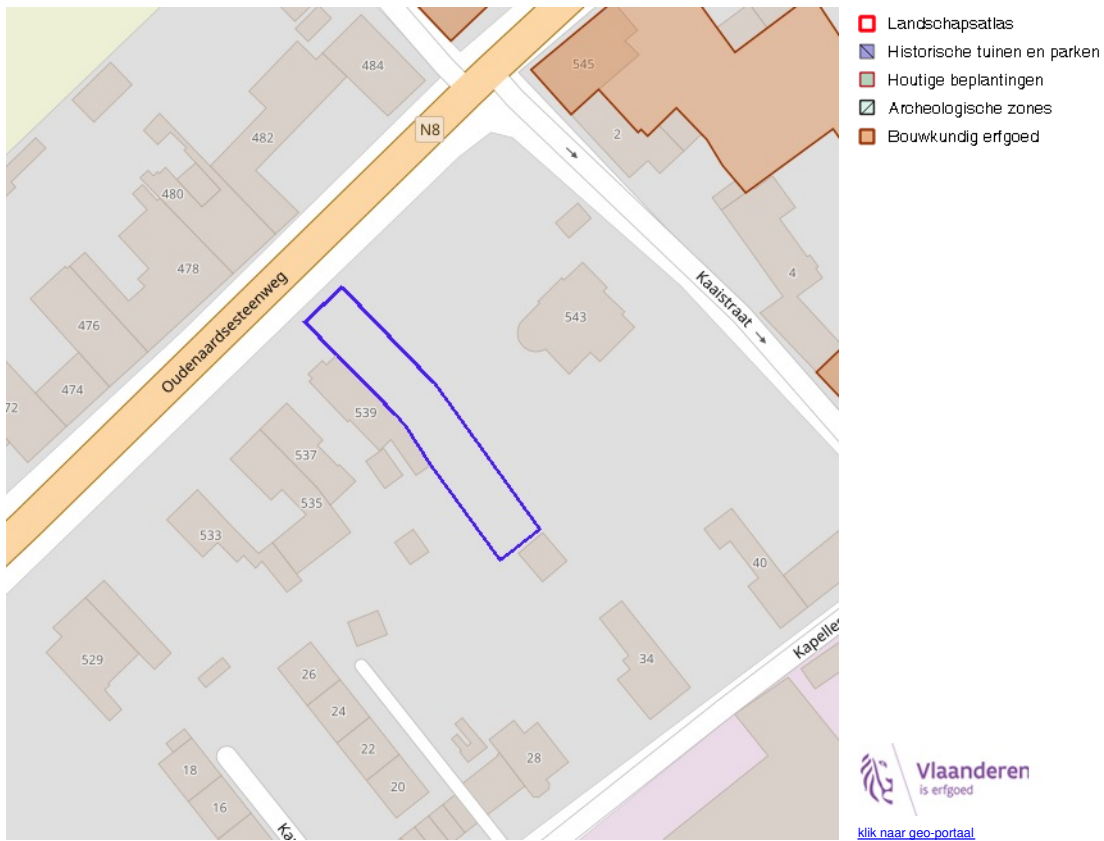 484
545
N8
482
2
480
478
4
Kaaistraat
543
476
Oudenaardsesteenweg
474
72
539
537
535
533
40
34
Kapelle
529
26
24
22
20
28
18
16
Ka
Landschapsatlas
Historische tuinen en parken
Houtige beplantingen
Archeologische zones
Bouwkundig erfgoed
Vlaanderen
is erfgoed
klik naar geo-portaal